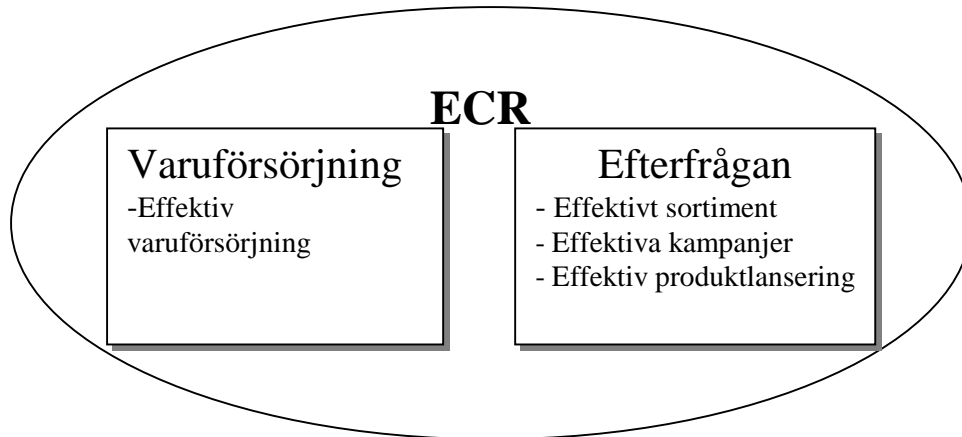 ECR
Varuförsörjning
-Effektiv
varuförsörjning
Efterfrågan
- Effektivt sortiment
- Effektiva kampanjer
- Effektiv produktlansering